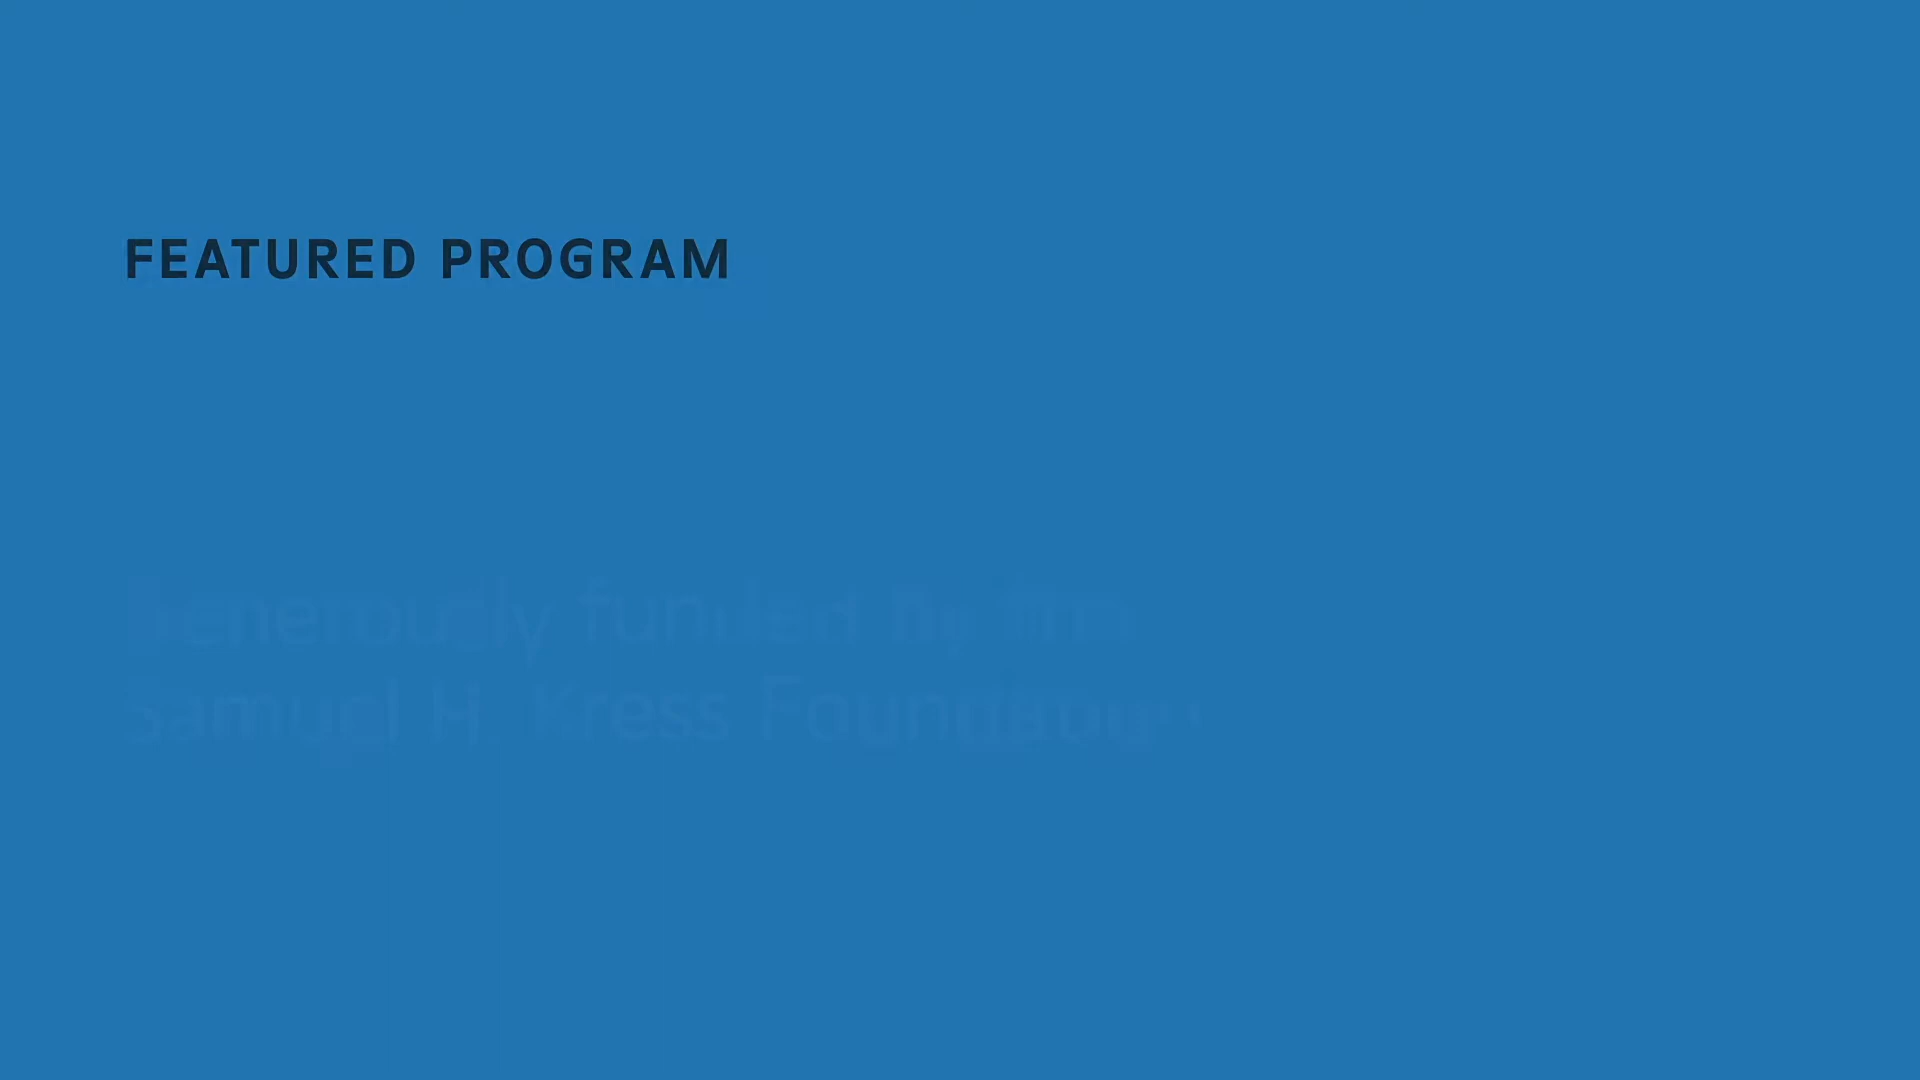 FEATURED PROGRAM
Generously funded by the
Samuel H. Kress Foundation